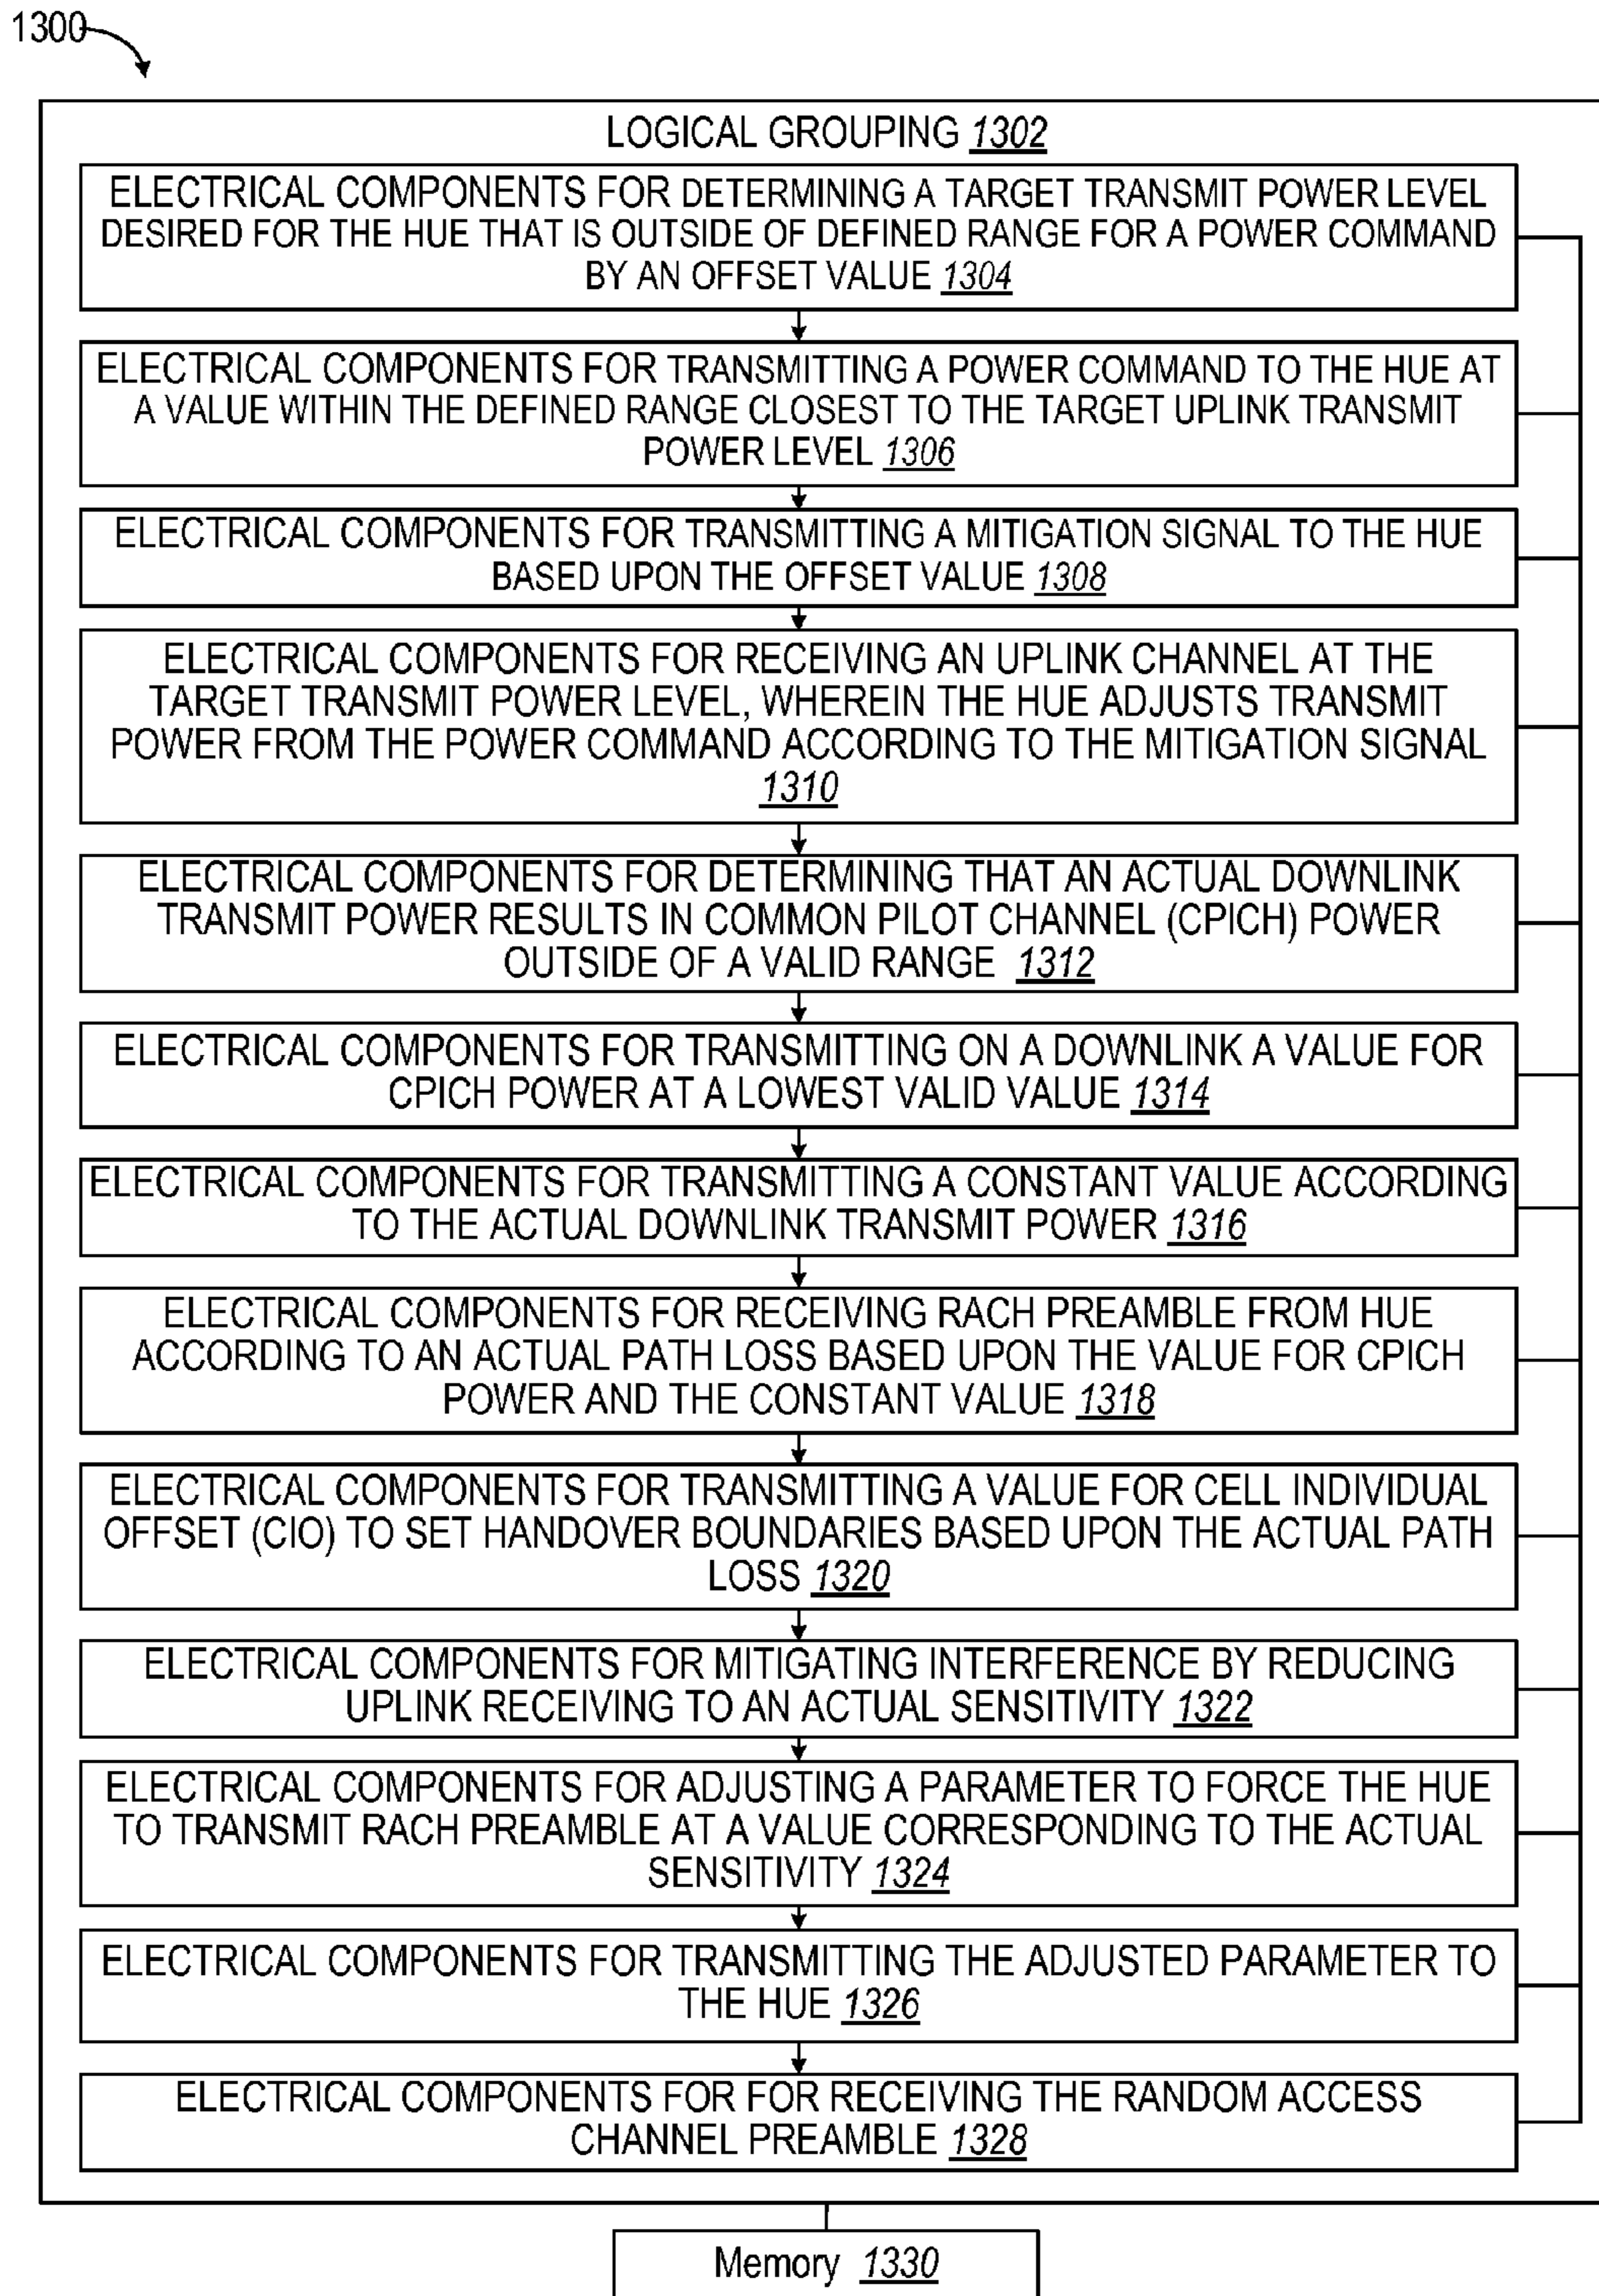 1300
LOGICAL GROUPING 1302
ELECTRICAL COMPONENTS FOR DETERMINING A TARGET TRANSMIT POWER LEVEL
DESIRED FOR THE HUE THAT IS OUTSIDE OF DEFINED RANGE FOR A POWER COMMAND
BY AN OFFSET VALUE 1304
ELECTRICAL COMPONENTS FOR TRANSMITTING A POWER COMMAND TO THE HUE AT
A VALUE WITHIN THE DEFINED RANGE CLOSEST TO THE TARGET UPLINK TRANSMIT
POWER LEVEL 1306
ELECTRICAL COMPONENTS FOR TRANSMITTING A MITIGATION SIGNAL TO THE HUE
BASED UPON THE OFFSET VALUE 1308
ELECTRICAL COMPONENTS FOR RECEIVING AN UPLINK CHANNEL AT THE
TARGET TRANSMIT POWER LEVEL, WHEREIN THE HUE ADJUSTS TRANSMIT
POWER FROM THE POWER COMMAND ACCORDING TO THE MITIGATION SIGNAL
1310
ELECTRICAL COMPONENTS FOR DETERMINING THAT AN ACTUAL DOWNLINK
TRANSMIT POWER RESULTS IN COMMON PILOT CHANNEL (CPICH) POWER
OUTSIDE OF A VALID RANGE 1312
ELECTRICAL COMPONENTS FOR TRANSMITTING ON A DOWNLINK A VALUE FOR
CPICH POWER AT A LOWEST VALID VALUE 1314
ELECTRICAL COMPONENTS FOR TRANSMITTING A CONSTANT VALUE ACCORDING
TO THE ACTUAL DOWNLINK TRANSMIT POWER 1316
ELECTRICAL COMPONENTS FOR RECEIVING RACH PREAMBLE FROM HUE
ACCORDING TO AN ACTUAL PATH LOSS BASED UPON THE VALUE FOR CPICH
POWER AND THE CONSTANT VALUE 1318
ELECTRICAL COMPONENTS FOR TRANSMITTING A VALUE FOR CELL INDIVIDUAL
OFFSET (CIO) TO SET HANDOVER BOUNDARIES BASED UPON THE ACTUAL PATH
LOSS 1320
ELECTRICAL COMPONENTS FOR MITIGATING INTERFERENCE BY REDUCING
UPLINK RECEIVING TO AN ACTUAL SENSITIVITY 1322
ELECTRICAL COMPONENTS FOR ADJUSTING A PARAMETER TO FORCE THE HUE
TO TRANSMIT RACH PREAMBLE AT A VALUE CORRESPONDING TO THE ACTUAL
SENSITIVITY 1324
ELECTRICAL COMPONENTS FOR TRANSMITTING THE ADJUSTED PARAMETER TO
THE HUE 1326
ELECTRICAL COMPONENTS FOR FOR RECEIVING THE RANDOM ACCESS
CHANNEL PREAMBLE 1328
Memory 1330